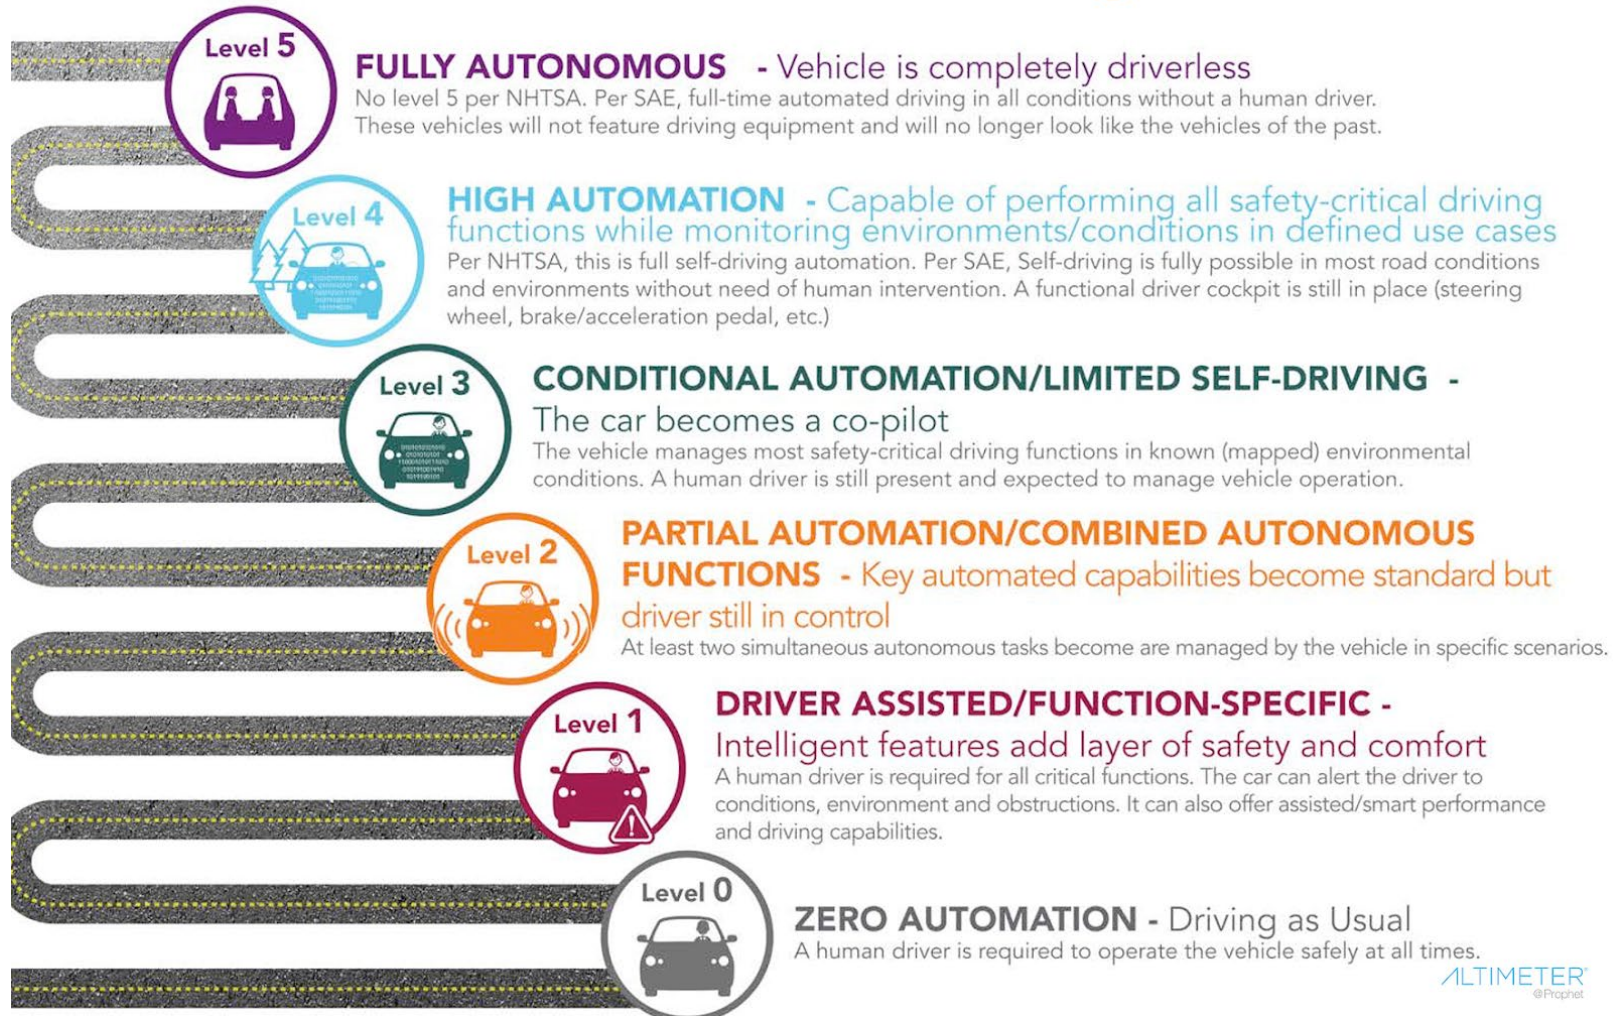 Level 5
FULLY AUTONOMOUS - Vehicle is completely driverless
No level 5 per NHTSA. Per SAE, full-time automated driving in all conditions without a human driver.
These vehicles will not feature driving equipment and will no longer look like the vehicles of the past.
Level 4
HIGH AUTOMATION - Capable of performing all safety-critical driving
functions while monitoring environments/conditions in defined use cases
Per NHTSA, this is full self-driving automation. Per SAE, Self-driving is fully possible in most road conditions
and environments without need of human intervention. A functional driver cockpit is still in place (steering
wheel, brake/acceleration pedal, etc.)
Level 3
CONDITIONAL AUTOMATION/LIMITED SELF-DRIVING -
The car becomes a co-pilot
The vehicle manages most safety-critical driving functions in known (mapped) environmental
conditions. A human driver is still present and expected to manage vehicle operation.
Level 2
PARTIAL AUTOMATION/COMBINED AUTONOMOUS
FUNCTIONS - Key automated capabilities become standard but
driver still in control
At least two simultaneous autonomous tasks become are managed by the vehicle in specific scenarios.
Level 1
DRIVER ASSISTED/FUNCTION-SPECIFIC -
Intelligent features add layer of safety and comfort
A human driver is required for all critical functions. The car can alert the driver to
conditions, environment and obstructions. It can also offer assisted/smart performance
and driving capabilities.
Level 0
ZERO AUTOMATION - Driving as Usual
A human driver is required to operate the vehicle safely at all times.
ALTIMETER
@Prophet